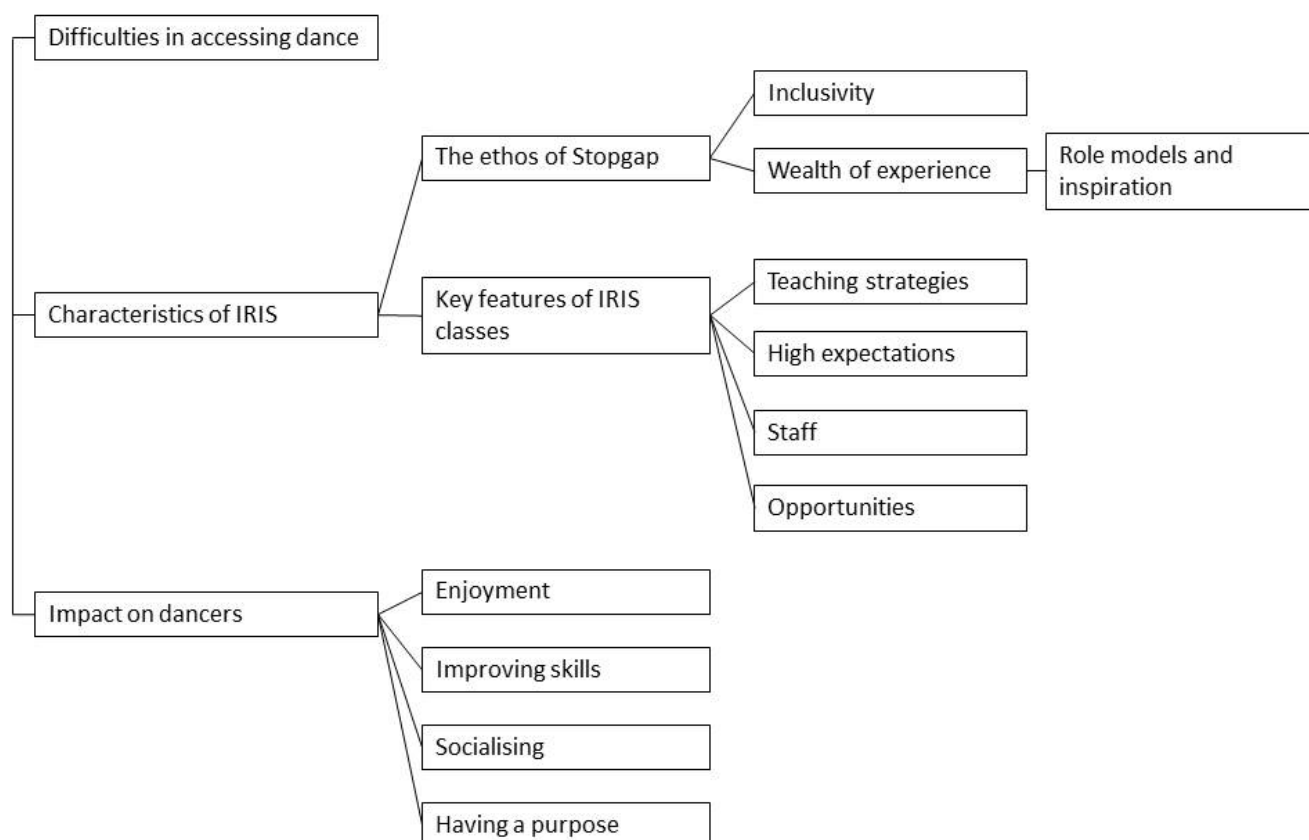 Difficulties in accessing dance
Characteristics of IRIS
The ethos of Stopgap
Inclusivity
Wealth of experience
Role models and
inspiration
Key features of IRIS
classes
Teaching strategies
High expectations
Staff
Opportunities
Impact on dancers
Enjoyment
Improving skills
Socialising
Having a purpose